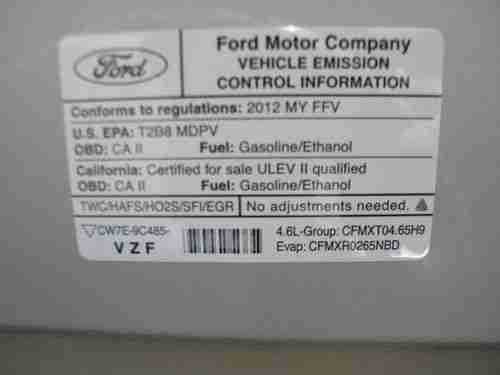 Ford
Ford Motor Company
VEHICLE EMISSION
CONTROL INFORMATION
Conforms to regulations: 2012 MY FFV
U.S. EPA: T2B8 MDPV
OBD: CA II Fuel: Gasoline/Ethanol
California: Certified for sale ULEV II qualified
OBD: CA II Fuel: Gasoline/Ethanol
TWC/HAFS/HO2S/SFI/EGR No adjustments needed.
CW7E-9C485-
VZF
4.6L-Group: CFMXT04.65H9
Evap: CFMXR0265NBD